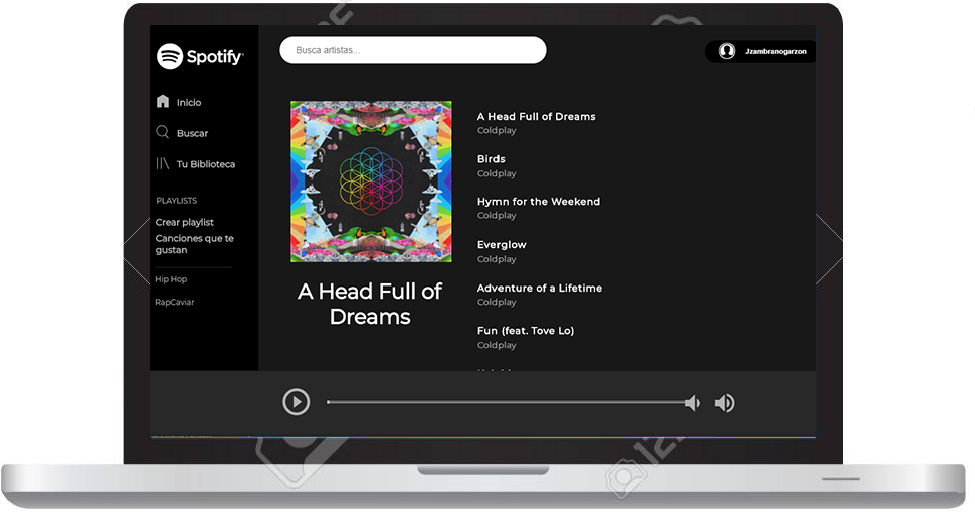 Spotify
Busca artistas...
Jzambranogarzon
Inicio
Buscar
Tu Biblioteca
PLAYLISTS
Crear playlist
Canciones que te
gustan
Hip Hop
RapCaviar
A Head Full of
Dreams
A Head Full of Dreams
Coldplay
Birds
Coldplay
Hymn for the Weekend
Coldplay
Everglow
Coldplay
Adventure of a Lifetime
Coldplay
Fun (feat. Tove Lo)
Coldplay